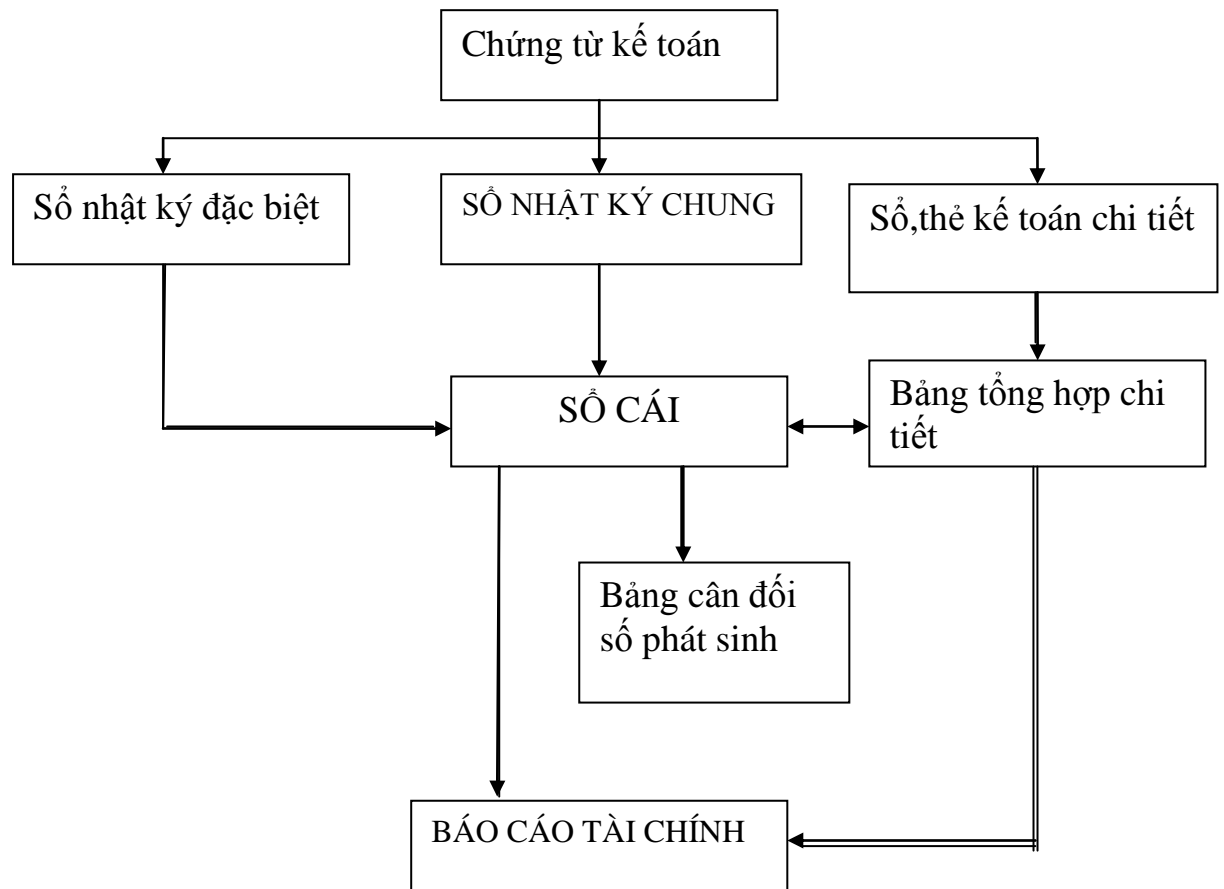 Chứng từ kế toán
Sổ nhật ký đặc biệt
SỔ NHẬT KÝ CHUNG
Sổ,thẻ kế toán chi tiết
SỔ CÁI
Bảng tổng hợp chi
tiết
Bảng cân đối
số phát sinh
BÁO CÁO TÀI CHÍNH